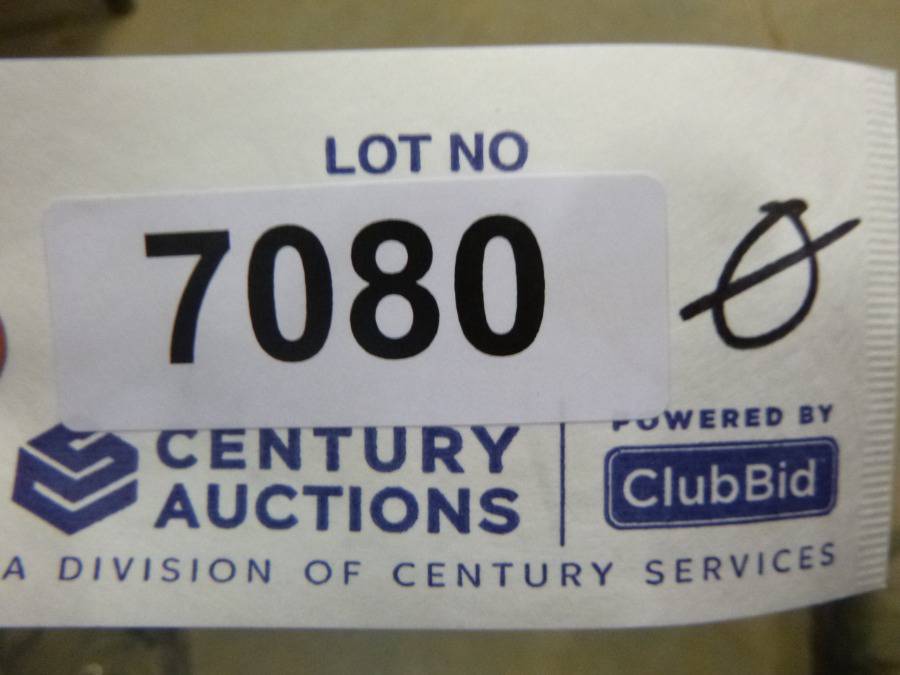 LOT NO
7080
Ø
CENTURY
AUCTIONS
POWERED BY
ClubBid
A DIVISION OF CENTURY SERVICES